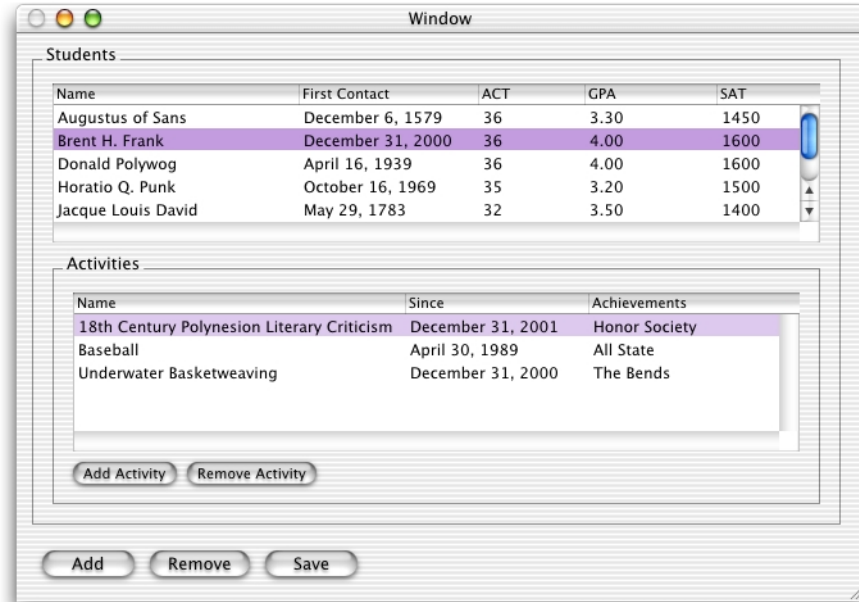 Window
Students
Name First Contact ACT GPA SAT
Augustus of Sans December 6, 1579 36 3.30 1450
Brent H. Frank December 31, 2000 36 4.00 1600
Donald Polywog April 16, 1939 36 4.00 1600
Horatio Q. Punk October 16, 1969 35 3.20 1500
Jacque Louis David May 29, 1783 32 3.50 1400
Activities
Name Since Achievements
18th Century Polynesion Literary Criticism December 31, 2001 Honor Society
Baseball April 30, 1989 All State
Underwater Basketweaving December 31, 2000 The Bends
Add Activity Remove Activity
Add Remove Save